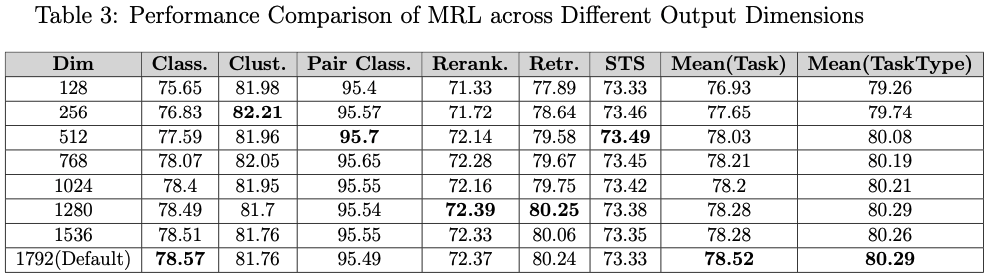 Table 3: Performance Comparison of MRL across Different Output Dimensions
Dim Class. Clust. Pair Class. Rerank. Retr. STS Mean(Task) Mean(TaskType)
128 75.65 81.98 95.4 71.33 77.89 73.33 76.93 79.26
256 76.83 82.21 95.57 71.72 78.64 73.46 77.65 79.74
512 77.59 81.96 95.7 72.14 79.58 73.49 78.03 80.08
768 78.07 82.05 95.65 72.28 79.67 73.45 78.21 80.19
1024 78.4 81.95 95.55 72.16 79.75 73.42 78.2 80.21
1280 78.49 81.7 95.54 72.39 80.25 73.38 78.28 80.29
1536 78.51 81.76 95.55 72.33 80.06 73.35 78.28 80.26
1792(Default) 78.57 81.76 95.49 72.37 80.24 73.33 78.52 80.29